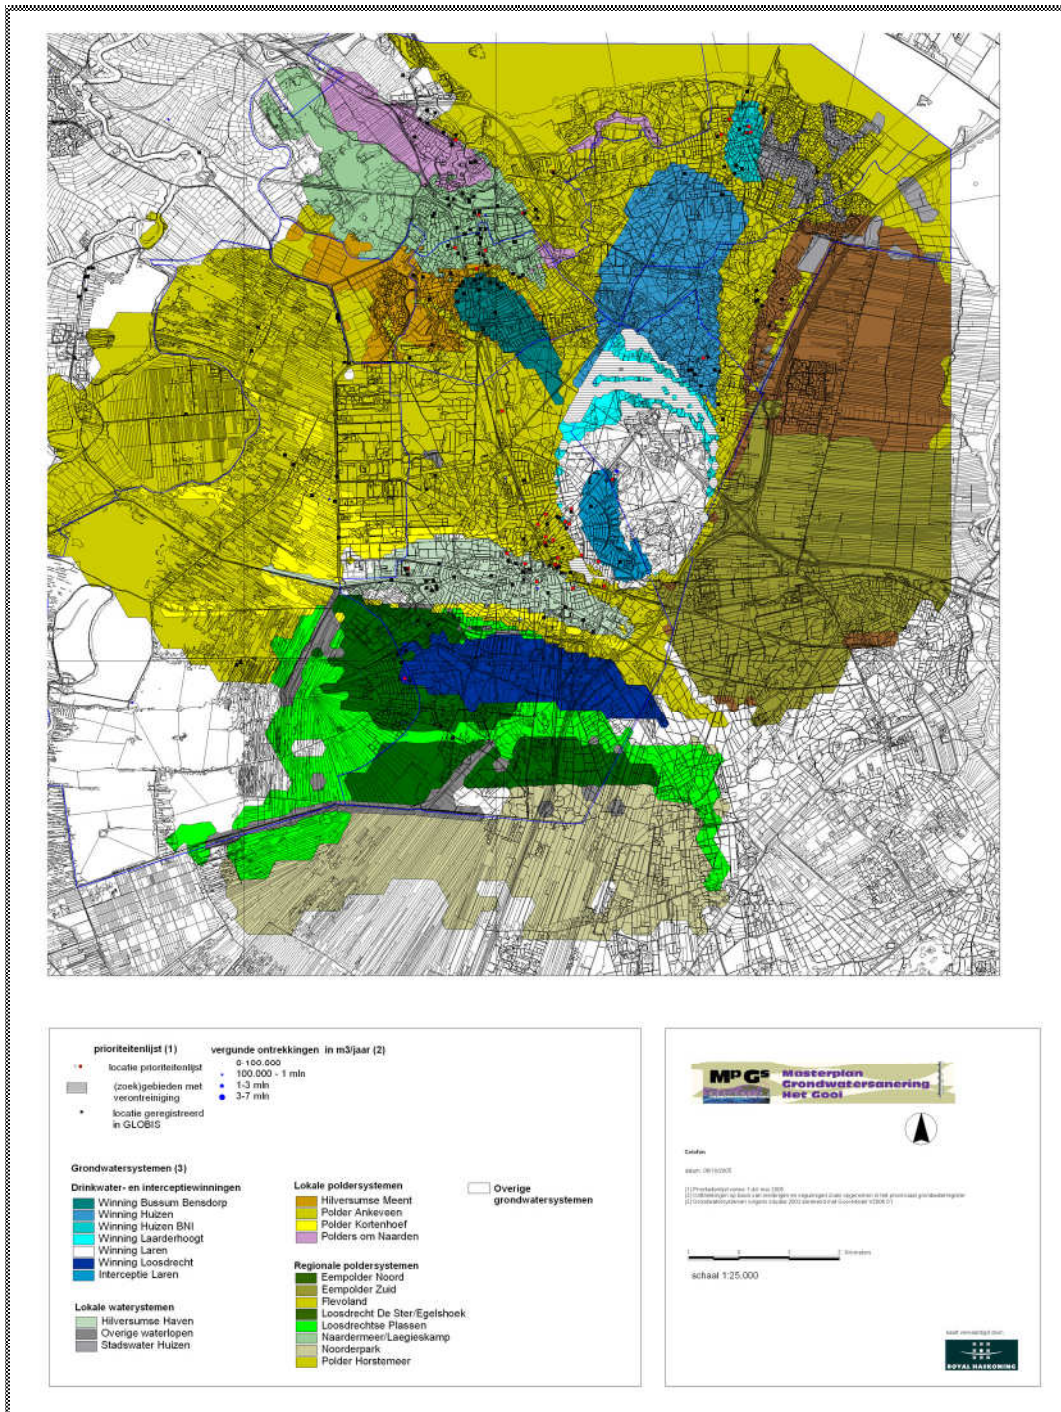 prioriteitenlijst (1)
locatie prioriteitenlijst
(zoek)gebieden met
verontreiniging
locatie geregistreerd
in GLOBIS
vergunde ontrekkingen in m3/jaar (2)
0-100.000
100.000 - 1 mln
1-3 mln
3-7 mln
Grondwatersystemen (3)
Drinkwater- en interceptiewinningen
Winning Bussum Bensdorp
Winning Huizen
Winning Huizen BNI
Winning Laarderhoogt
Winning Laren
Winning Loosdrecht
Interceptie Laren
Lokale waterystemen
Hilversumse Haven
Overige waterlopen
Stadswater Huizen
Lokale poldersystemen
Hilversumse Meent
Polder Ankeveen
Polder Kortenhoef
Polders om Naarden
Regionale poldersystemen
Eempolder Noord
Eempolder Zuid
Flevoland
Loosdrecht De Ster/Egelshoek
Loosdrechtse Plassen
Naardermeer/Laegieskamp
Noorderpark
Polder Horstemeer
Overige
grondwatersystemen
MpGs
Masterplan
Grondwatersanering
Het Gooi
schaal 1:25.000
ROYAL HASKONING